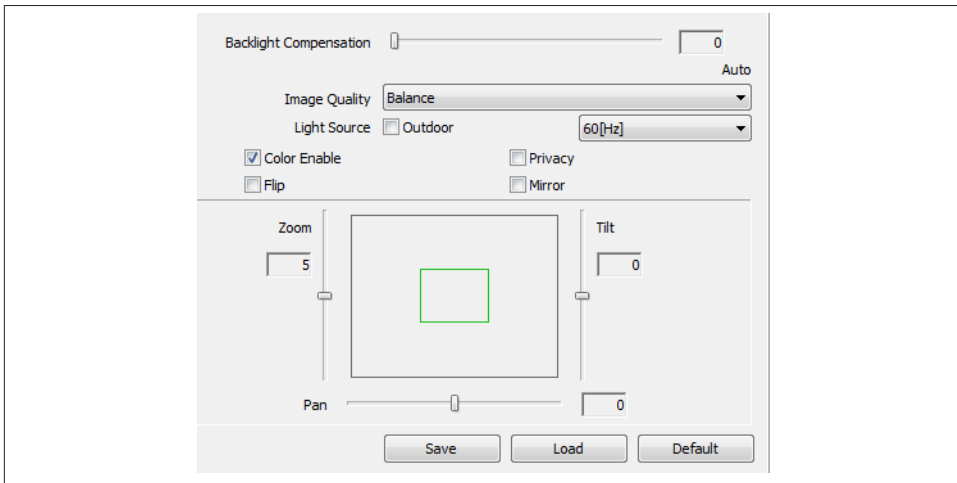 Backlight Compensation 0
Auto
Image Quality Balance
Light Source Outdoor 60[Hz]
Color Enable Privacy
Flip Mirror
Zoom Tilt
5 0
Pan 0
Save Load Default